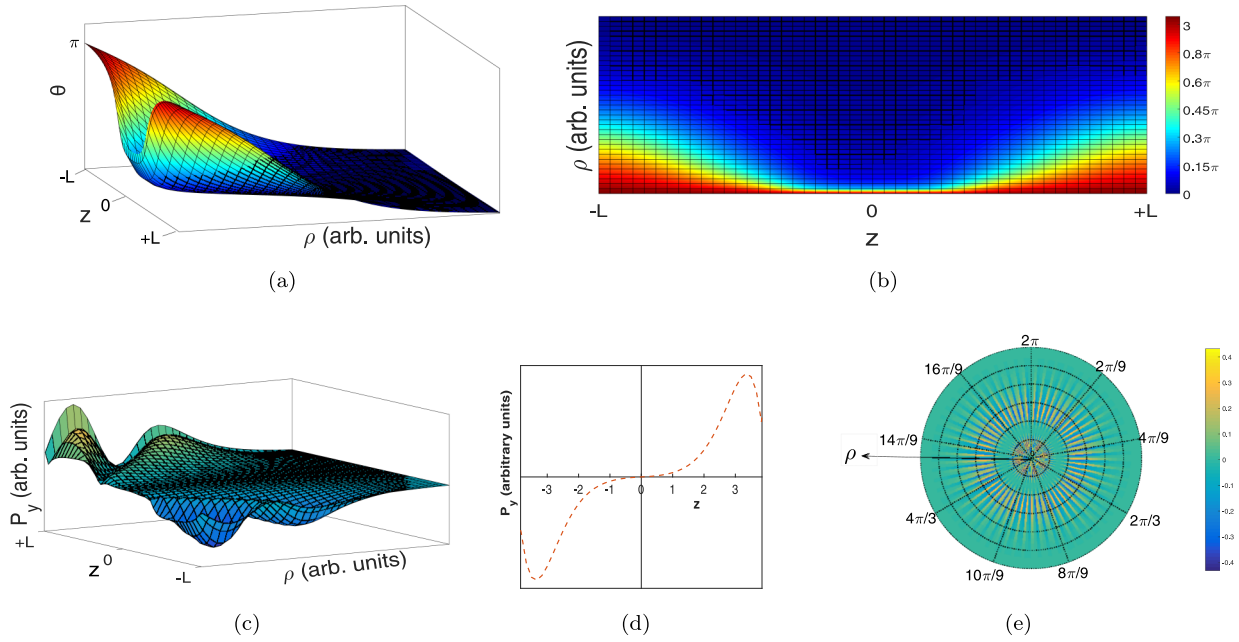 π
θ
-L
z
0
+L
ρ (arb. units)
(a)
ρ (arb. units)
-L
0
+L
z
3
0.6π
0.45π
0.3π
0.15π
0
(b)
P_y (arb. units)
+L
z
0
-L
ρ (arb. units)
(c)
P_y (arbitrary units)
-3 -2 -1 0 1 2 3
z
(d)
2π
16π/9
2π/9
14π/9
4π/9
ρ
4π/3
2π/3
10π/9
8π/9
0.4
0.3
0.2
0.1
0
-0.1
-0.2
-0.3
-0.4
(e)